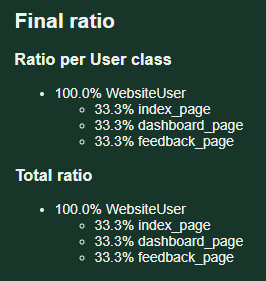 Final ratio
Ratio per User class
100.0% WebsiteUser
33.3% index_page
33.3% dashboard_page
33.3% feedback_page
Total ratio
100.0% WebsiteUser
33.3% index_page
33.3% dashboard_page
33.3% feedback_page